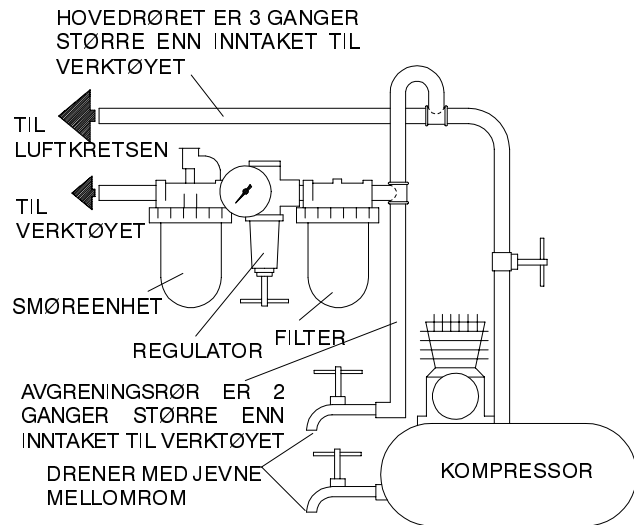 HOVEDRØRET ER 3 GANGER
STØRRE ENN INNTAKET TIL
VERKTØYET
TIL
LUFTKRETSEN
TIL
VERKTØYET
SMØREENHET
REGULATOR
FILTER
AVGRENINGSRØR ER 2
GANGER STØRRE ENN
INNTAKET TIL VERKTØYET
DRENER MED JEVNE
MELLOMROM
KOMPRESSOR